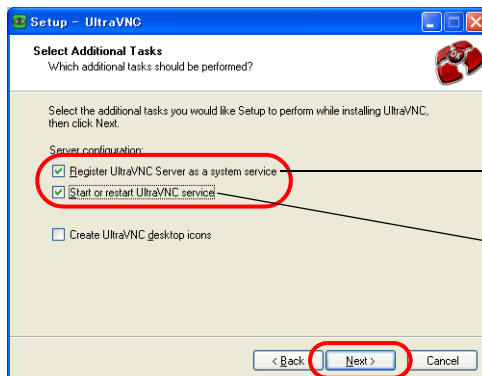 Setup - UltraVNC
Select Additional Tasks
Which additional tasks should be performed?
OK
Select the additional tasks you would like Setup to perform while installing UltraVNC,
then click Next.
Server configuration:
Register UltraVNC Server as a system service
Start or restart UltraVNC service
Create UltraVNC desktop icons
< Back
Next >
Cancel